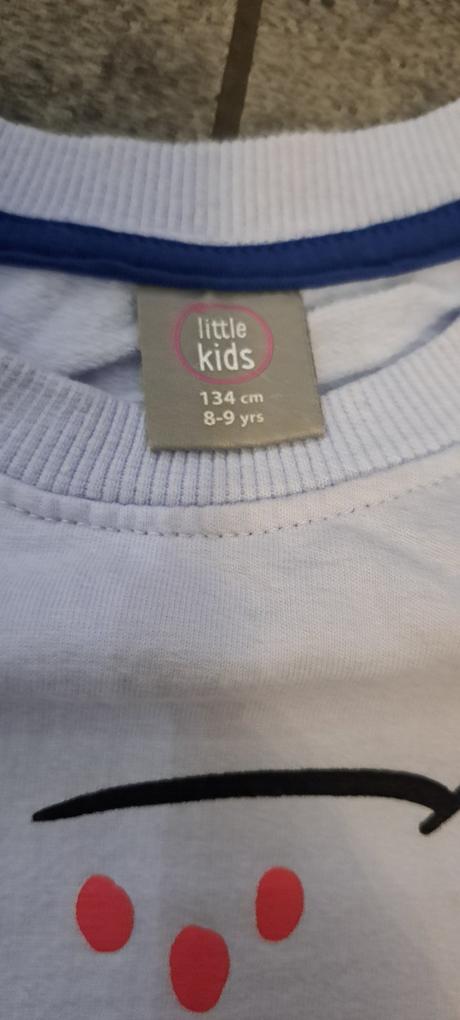 little
kids
134 cm
8-9 yrs